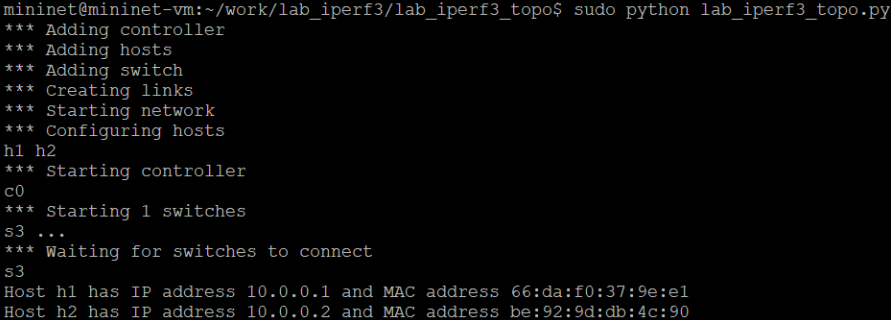 mininet@mininet-vm:~/work/lab_iperf3/lab_iperf3_topo$ sudo python lab_iperf3_topo.py
*** Adding controller
*** Adding hosts
*** Adding switch
*** Creating links
*** Starting network
*** Configuring hosts
h1 h2
*** Starting controller
c0
*** Starting 1 switches
s3 ...
*** Waiting for switches to connect
s3
Host h1 has IP address 10.0.0.1 and MAC address 66:da:f0:37:9e:e1
Host h2 has IP address 10.0.0.2 and MAC address be:92:9d:db:4c:90